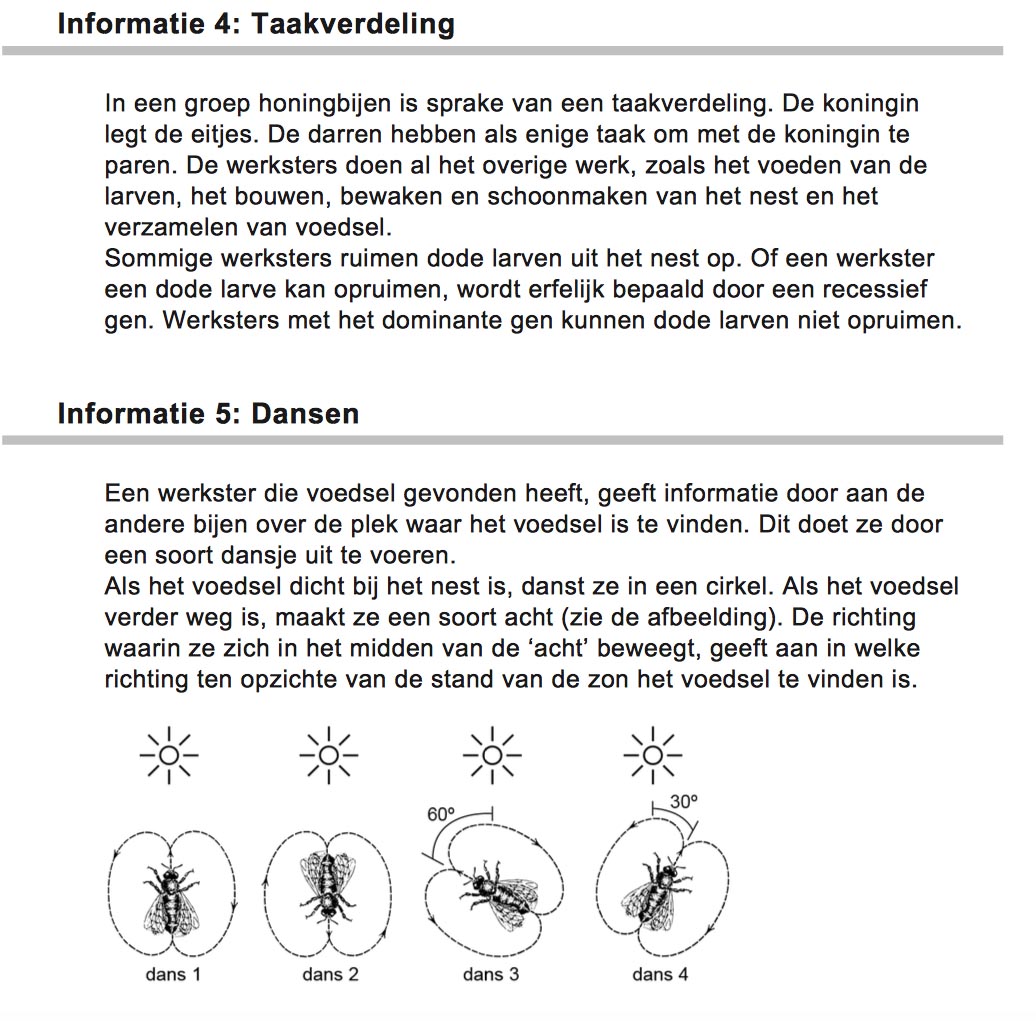 Informatie 4: Taakverdeling
In een groep honingbijen is sprake van een taakverdeling. De koningin
legt de eitjes. De darren hebben als enige taak om met de koningin te
paren. De werksters doen al het overige werk, zoals het voeden van de
larven, het bouwen, bewaken en schoonmaken van het nest en het
verzamelen van voedsel.
Sommige werksters ruimen dode larven uit het nest op. Of een werkster
een dode larve kan opruimen, wordt erfelijk bepaald door een recessief
gen. Werksters met het dominante gen kunnen dode larven niet opruimen.
Informatie 5: Dansen
Een werkster die voedsel gevonden heeft, geeft informatie door aan de
andere bijen over de plek waar het voedsel is te vinden. Dit doet ze door
een soort dansje uit te voeren.
Als het voedsel dicht bij het nest is, danst ze in een cirkel. Als het voedsel
verder weg is, maakt ze een soort acht (zie de afbeelding). De richting
waarin ze zich in het midden van de ‘acht’ beweegt, geeft aan in welke
richting ten opzichte van de stand van de zon het voedsel te vinden is.
60º
30º
dans 1
dans 2
dans 3
dans 4